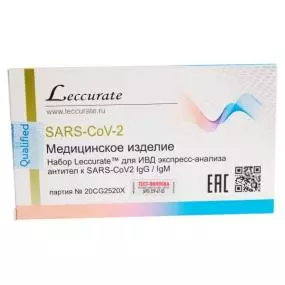 Leccurate
www.leccurate.ru
Qualified
SARS-CoV-2
Медицинское изделие
Набор Leccurate™ для ИВД экспресс-анализа
антител к SARS-CoV2 IgG / IgM
партия № 20CG2520X
ТЕСТ-ПОЛОСКА
EAC